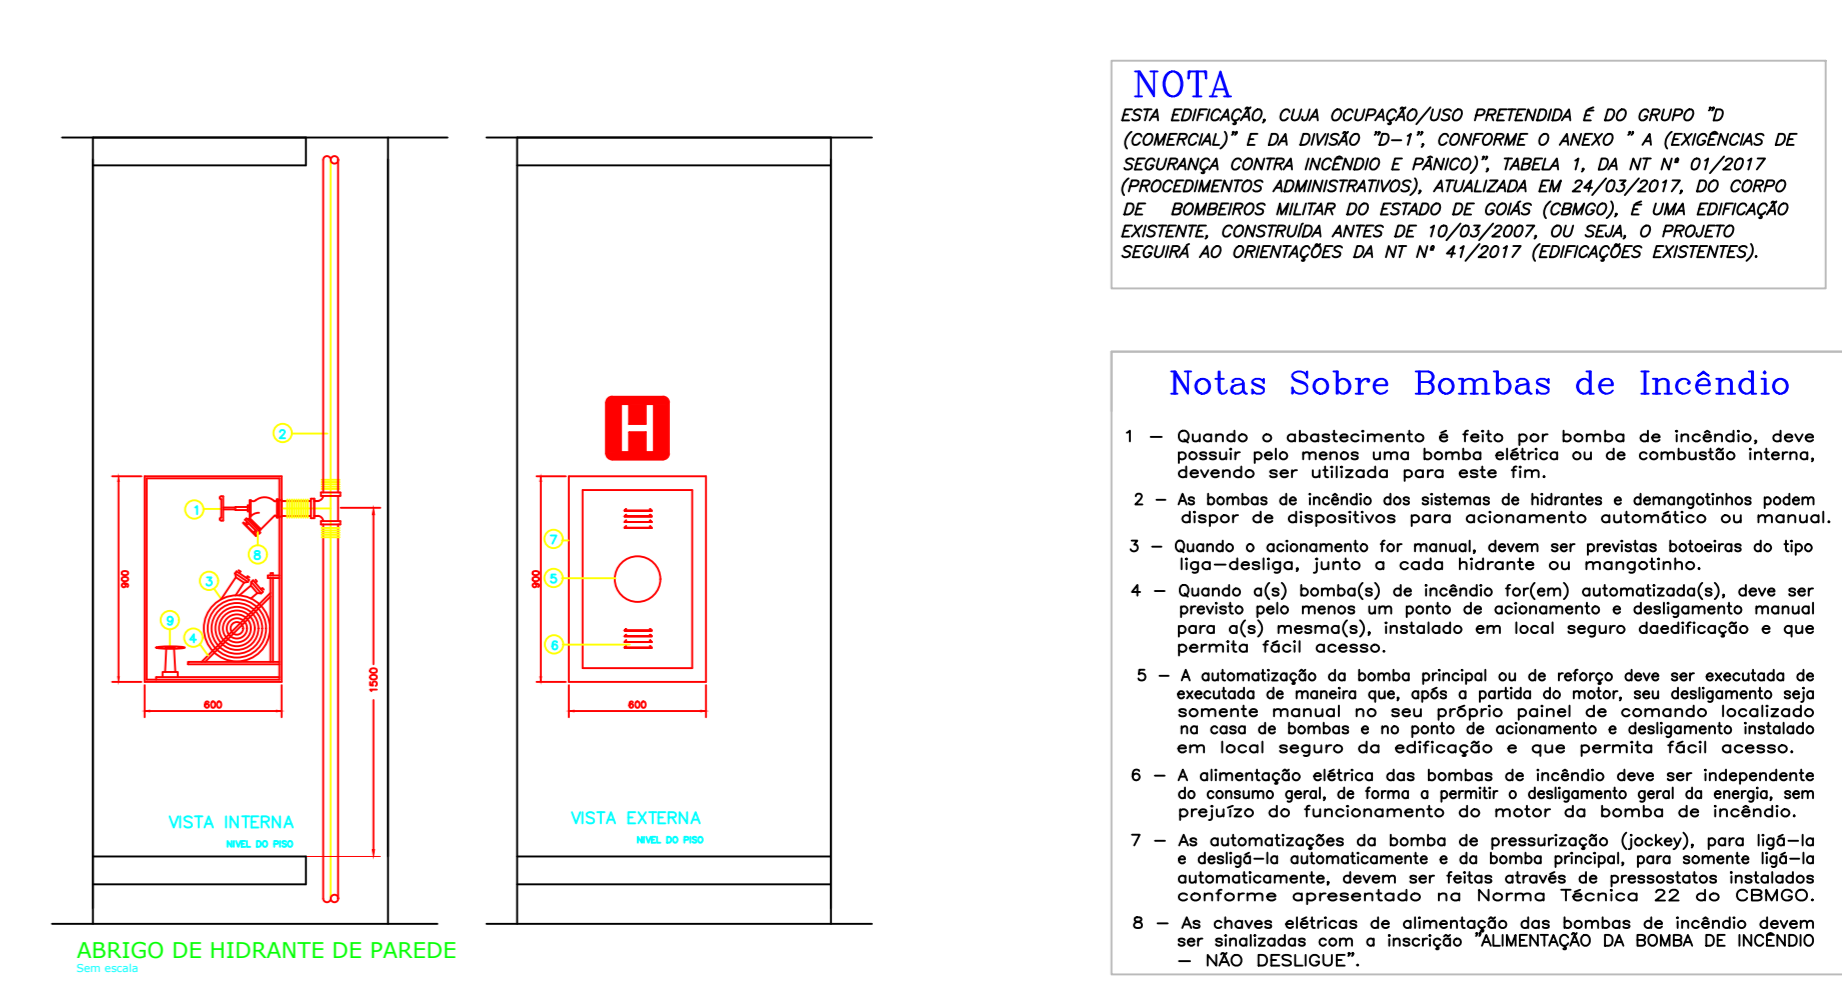 2
1
8
3
9
4
900
600
1500
VISTA INTERNA
NIVEL DO PISO
H
7
5
6
900
600
VISTA EXTERNA
NIVEL DO PISO
ABRIGO DE HIDRANTE DE PAREDE
Sem escala
NOTA
ESTA EDIFICAÇÃO, CUJA OCUPAÇÃO/USO PRETENDIDA É DO GRUPO "D
(COMERCIAL)" E DA DIVISÃO "D-1", CONFORME O ANEXO " A (EXIGÊNCIAS DE
SEGURANÇA CONTRA INCÊNDIO E PÂNICO)", TABELA 1, DA NT Nº 01/2017
(PROCEDIMENTOS ADMINISTRATIVOS), ATUALIZADA EM 24/03/2017, DO CORPO
DE BOMBEIROS MILITAR DO ESTADO DE GOIÁS (CBMGO), É UMA EDIFICAÇÃO
EXISTENTE, CONSTRUÍDA ANTES DE 10/03/2007, OU SEJA, O PROJETO
SEGUIRÁ AO ORIENTAÇÕES DA NT Nº 41/2017 (EDIFICAÇÕES EXISTENTES).
Notas Sobre Bombas de Incêndio
1 - Quando o abastecimento é feito por bomba de incêndio, deve
possuir pelo menos uma bomba elétrica ou de combustão interna,
devendo ser utilizada para este fim.
2 - As bombas de incêndio dos sistemas de hidrantes e demangotinhos podem
dispor de dispositivos para acionamento automático ou manual.
3 - Quando o acionamento for manual, devem ser previstas botoeiras do tipo
liga-desliga, junto a cada hidrante ou mangotinho.
4 - Quando a(s) bomba(s) de incêndio for(em) automatizada(s), deve ser
previsto pelo menos um ponto de acionamento e desligamento manual
para a(s) mesma(s), instalado em local seguro daedificação e que
permita fácil acesso.
5 - A automatização da bomba principal ou de reforço deve ser executada de
executada de maneira que, após a partida do motor, seu desligamento seja
somente manual no seu próprio painel de comando localizado
na casa de bombas e no ponto de acionamento e desligamento instalado
em local seguro da edificação e que permita fácil acesso.
6 - A alimentação elétrica das bombas de incêndio deve ser independente
do consumo geral, de forma a permitir o desligamento geral da energia, sem
prejuízo do funcionamento do motor da bomba de incêndio.
7 - As automatizações da bomba de pressurização (jockey), para ligá-la
e desligá-la automaticamente e da bomba principal, para somente ligá-la
automaticamente, devem ser feitas através de pressostatos instalados
conforme apresentado na Norma Técnica 22 do CBMGO.
8 - As chaves elétricas de alimentação das bombas de incêndio devem
ser sinalizadas com a inscrição "ALIMENTAÇÃO DA BOMBA DE INCÊNDIO
- NÃO DESLIGUE".